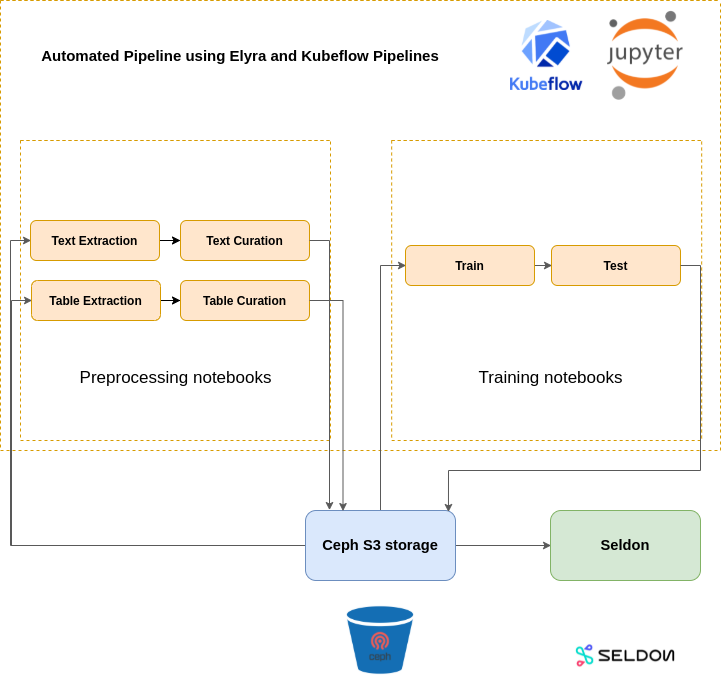 Automated Pipeline using Elyra and Kubeflow Pipelines
Kubeflow
jupyter
Text Extraction
Text Curation
Table Extraction
Table Curation
Train
Test
Preprocessing notebooks
Training notebooks
Ceph S3 storage
Seldon
ceph
SELDON